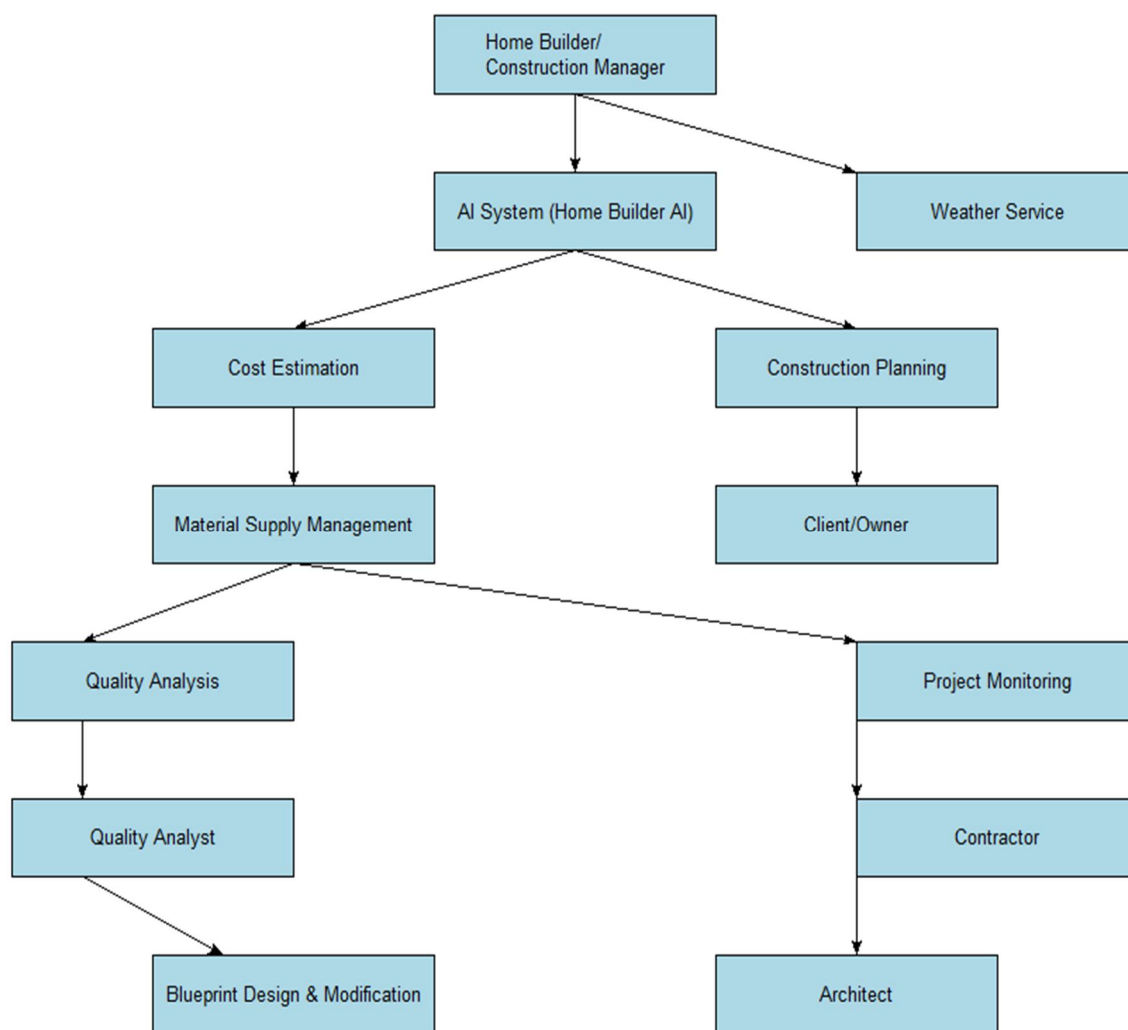 Home Builder/
Construction Manager
AI System (Home Builder AI)
Weather Service
Cost Estimation
Construction Planning
Material Supply Management
Client/Owner
Quality Analysis
Project Monitoring
Quality Analyst
Contractor
Blueprint Design & Modification
Architect